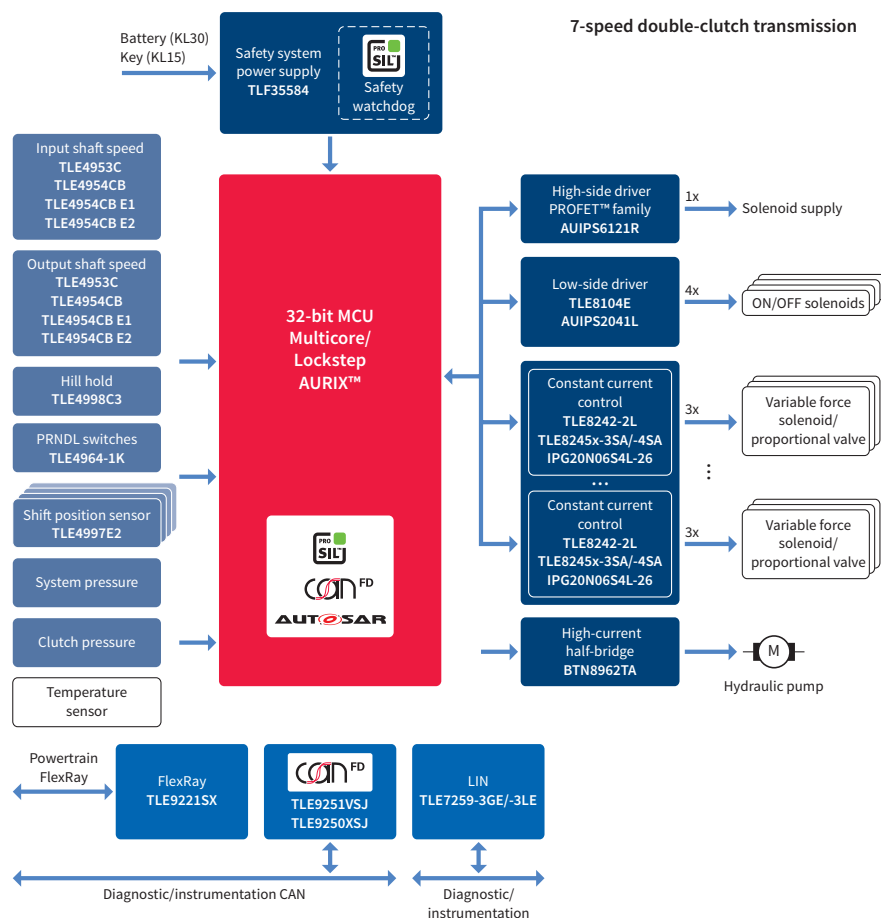 7-speed double-clutch transmission
Battery (KL30)
Key (KL15)
Safety system
power supply
TLF35584
PRO
SIL
Safety
watchdog
Input shaft speed
TLE4953C
TLE4954CB
TLE4954CB E1
TLE4954CB E2
Output shaft speed
TLE4953C
TLE4954CB
TLE4954CB E1
TLE4954CB E2
Hill hold
TLE4998C3
PRNDL switches
TLE4964-1K
Shift position sensor
TLE4997E2
System pressure
Clutch pressure
Temperature
sensor
32-bit MCU
Multicore/
Lockstep
AURIX™
PRO
SIL
CAN FD
AUTOSAR
High-side driver
PROFET™ family
AUIPS6121R
1x
Solenoid supply
Low-side driver
TLE8104E
AUIPS2041L
4x
ON/OFF solenoids
Constant current
control
TLE8242-2L
TLE8245x-3SA/-4SA
IPG20N06S4L-26
3x
Variable force
solenoid/
proportional valve
...
⋮
Constant current
control
TLE8242-2L
TLE8245x-3SA/-4SA
IPG20N06S4L-26
3x
Variable force
solenoid/
proportional valve
High-current
half-bridge
BTN8962TA
M
Hydraulic pump
Powertrain
FlexRay
FlexRay
TLE9221SX
CAN FD
TLE9251VSJ
TLE9250XSJ
LIN
TLE7259-3GE/-3LE
Diagnostic/instrumentation CAN
Diagnostic/
instrumentation